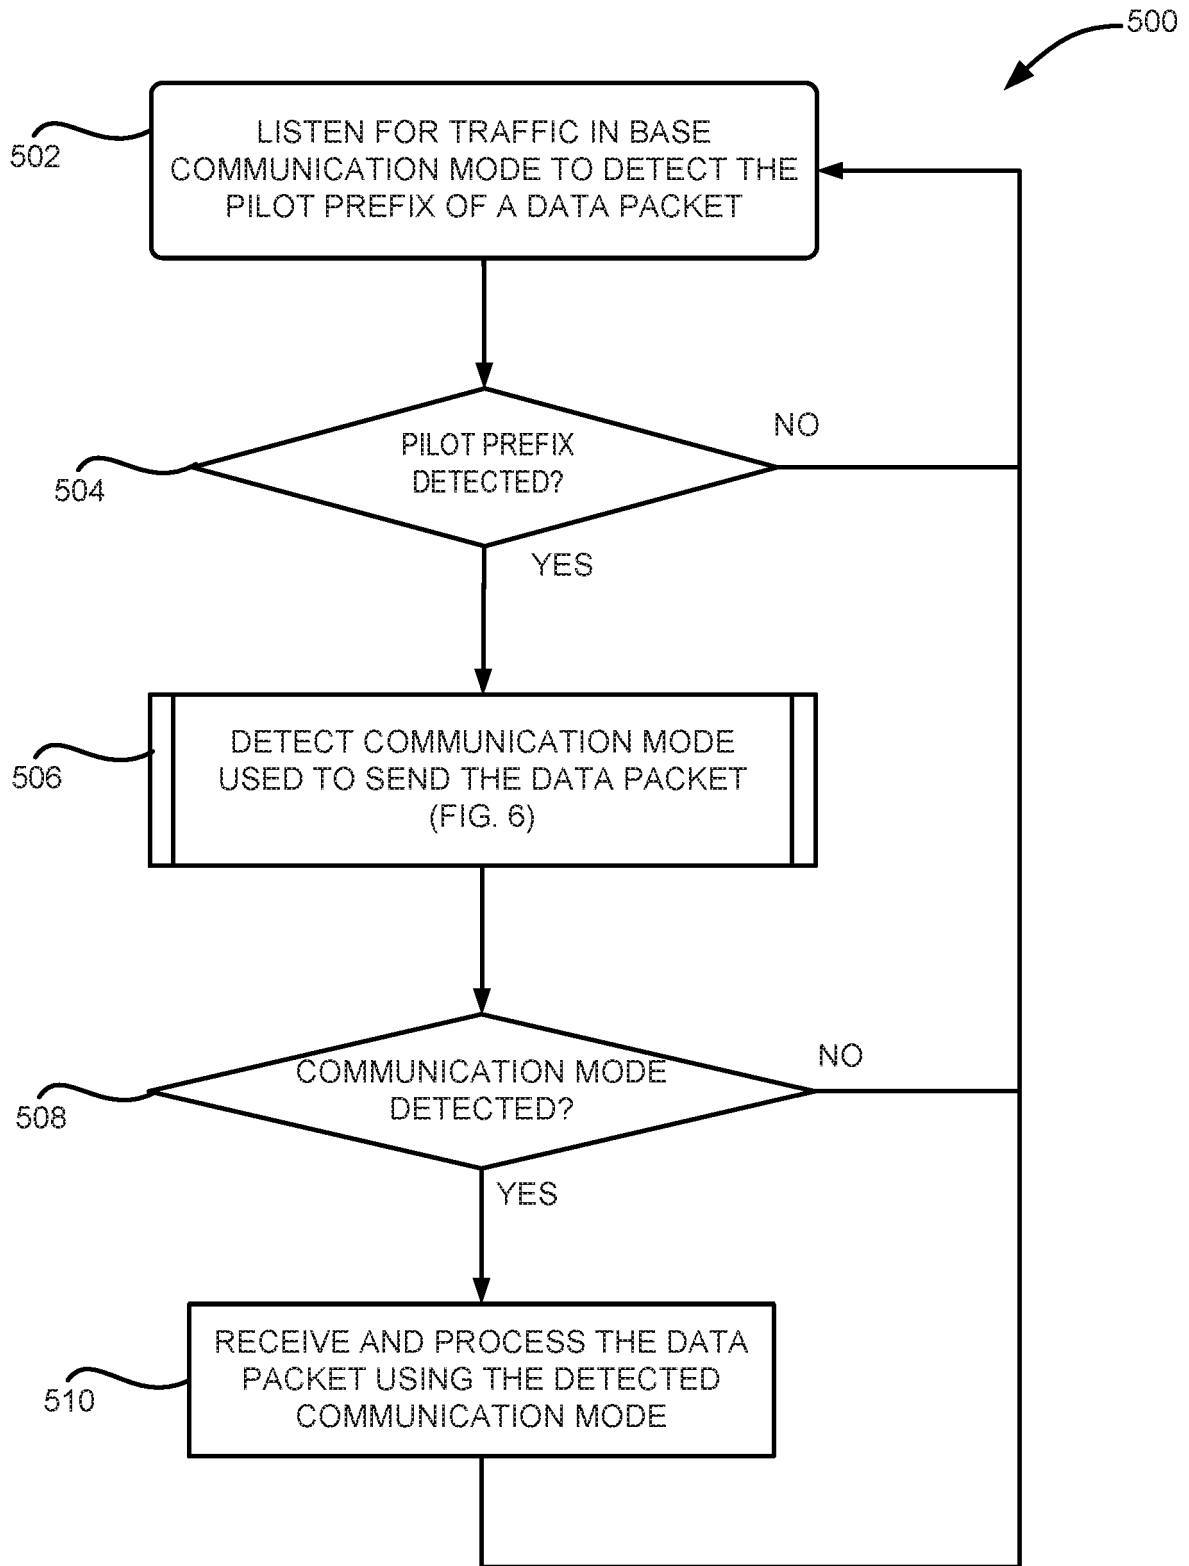 500
502
LISTEN FOR TRAFFIC IN BASE
COMMUNICATION MODE TO DETECT THE
PILOT PREFIX OF A DATA PACKET
504
PILOT PREFIX
DETECTED?
NO
YES
506
DETECT COMMUNICATION MODE
USED TO SEND THE DATA PACKET
(FIG. 6)
508
COMMUNICATION MODE
DETECTED?
NO
YES
510
RECEIVE AND PROCESS THE DATA
PACKET USING THE DETECTED
COMMUNICATION MODE